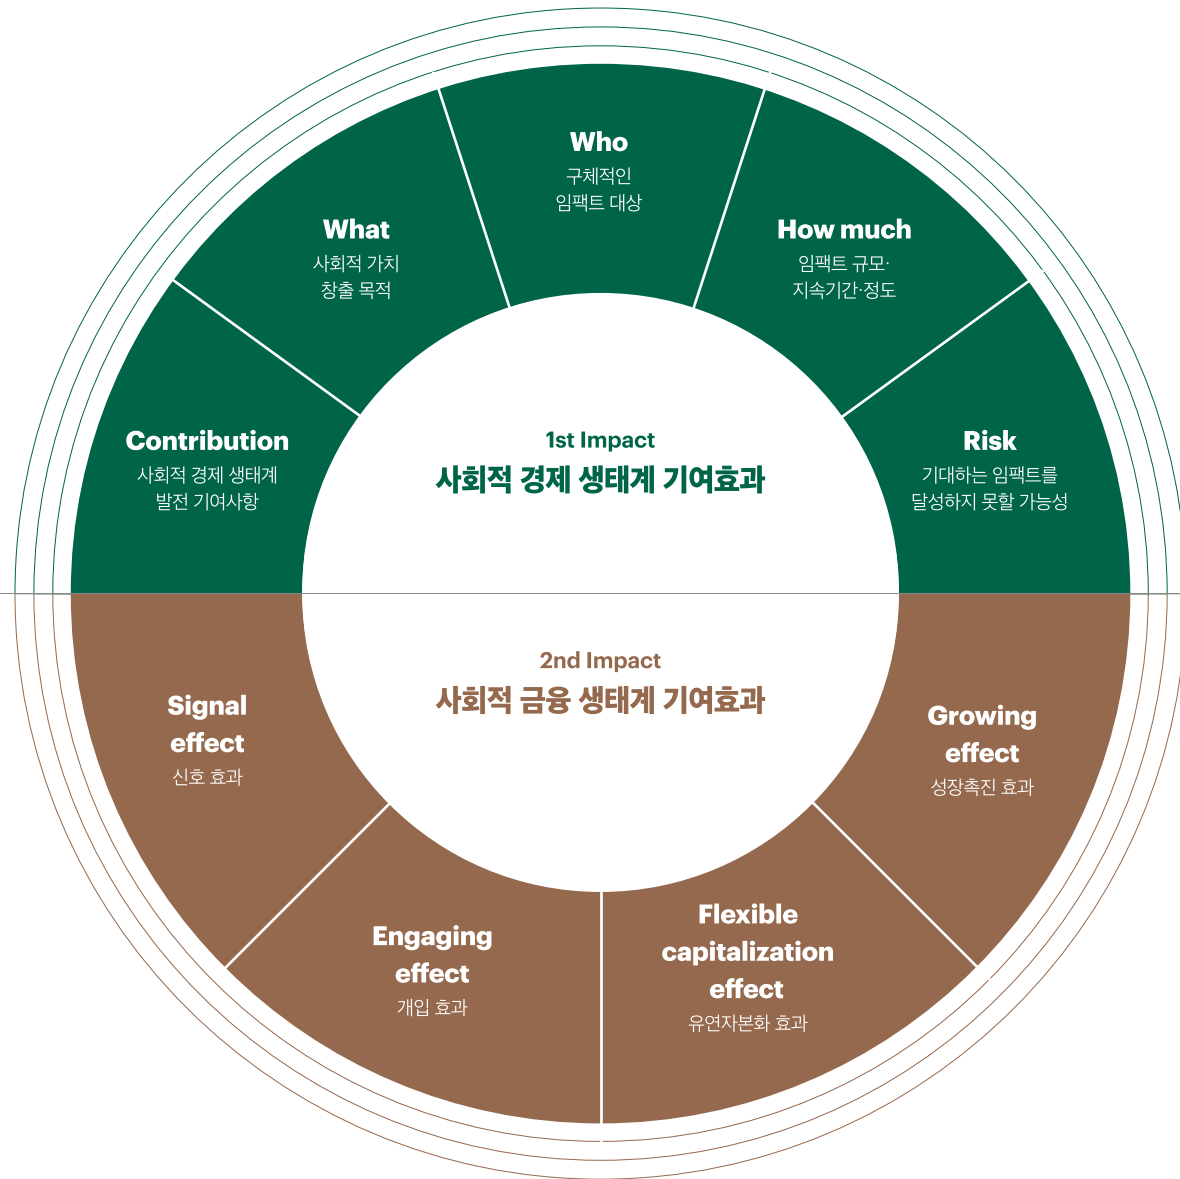 Who
구체적인
임팩트 대상
What
사회적 가치
창출 목적
How much
임팩트 규모·
지속기간·정도
Contribution
사회적 경제 생태계
발전 기여사항
Risk
기대하는 임팩트를
달성하지 못할 가능성
1st Impact
사회적 경제 생태계 기여효과
2nd Impact
사회적 금융 생태계 기여효과
Signal
effect
신호 효과
Engaging
effect
개입 효과
Flexible
capitalization
effect
유연자본화 효과
Growing
effect
성장촉진 효과